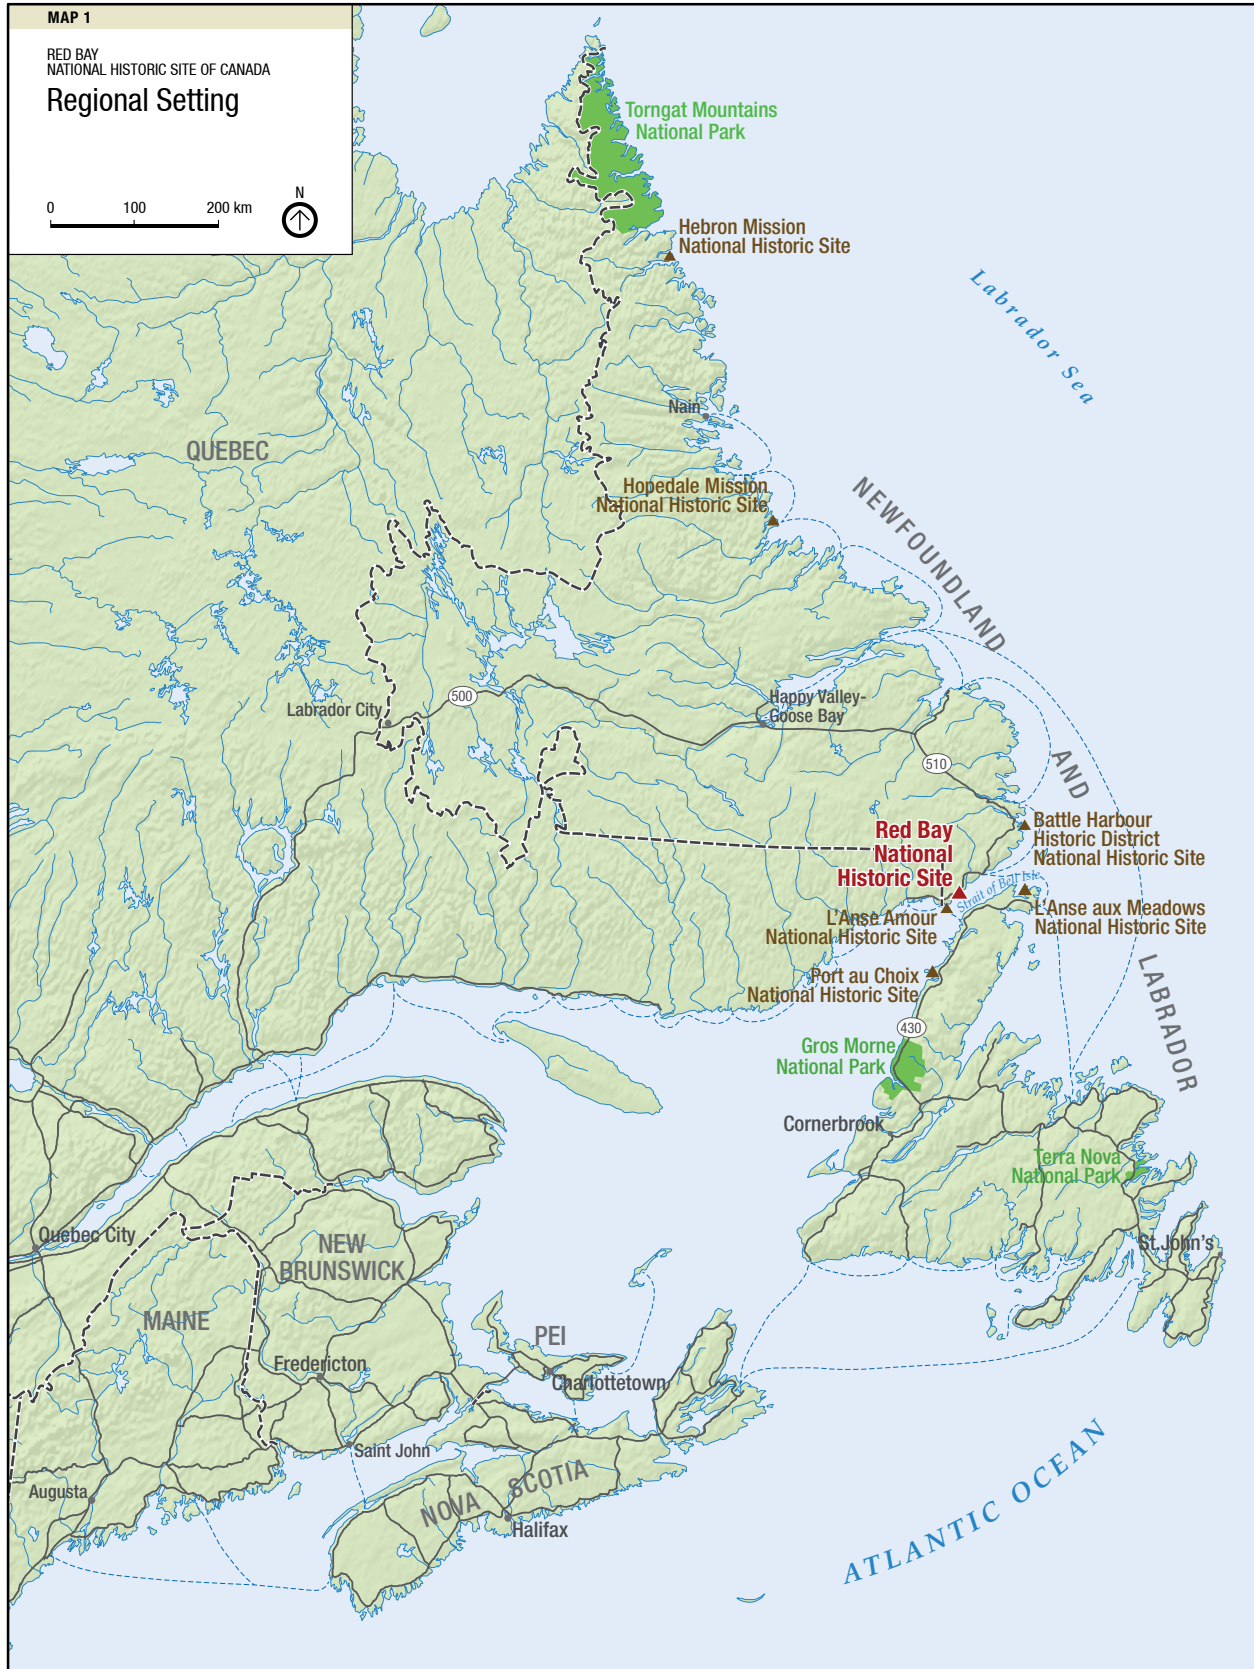 MAP 1
RED BAY
NATIONAL HISTORIC SITE OF CANADA
Regional Setting
0 100 200 km
N
Torngat Mountains
National Park
Hebron Mission
National Historic Site
Labrador Sea
Nain
QUEBEC
Hopedale Mission
National Historic Site
NEWFOUNDLAND
AND
LABRADOR
500
Labrador City
Happy Valley-
Goose Bay
510
Red Bay
National
Historic Site
Battle Harbour
Historic District
National Historic Site
Strait of Bell Isle
L'Anse Amour
National Historic Site
L'Anse aux Meadows
National Historic Site
Port au Choix
National Historic Site
430
Gros Morne
National Park
Cornerbrook
Terra Nova
National Park
St.John's
Quebec City
NEW
BRUNSWICK
MAINE
PEI
Fredericton
Charlottetown
Saint John
Augusta
NOVA SCOTIA
Halifax
ATLANTIC OCEAN